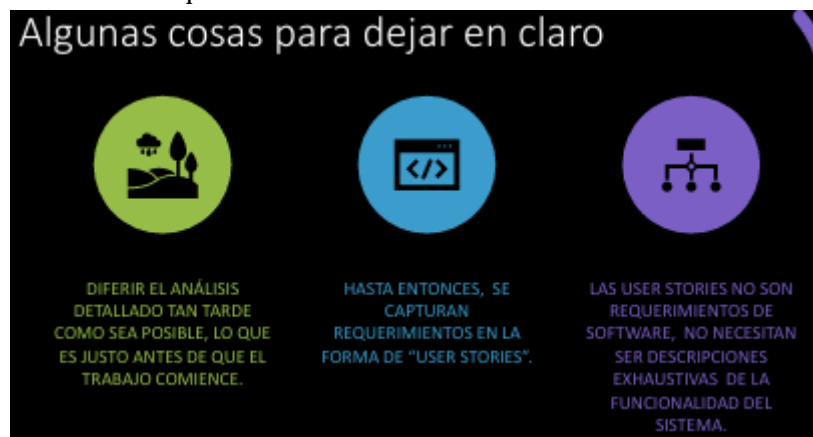 Algunas cosas para dejar en claro
</>
DIFERIR EL ANÁLISIS
DETALLADO TAN TARDE
COMO SEA POSIBLE, LO QUE
ES JUSTO ANTES DE QUE EL
TRABAJO COMIENCE.
HASTA ENTONCES, SE
CAPTURAN
REQUERIMIENTOS EN LA
FORMA DE “USER STORIES”.
LAS USER STORIES NO SON
REQUERIMIENTOS DE
SOFTWARE, NO NECESITAN
SER DESCRIPCIONES
EXHAUSTIVAS DE LA
FUNCIONALIDAD DEL
SISTEMA.